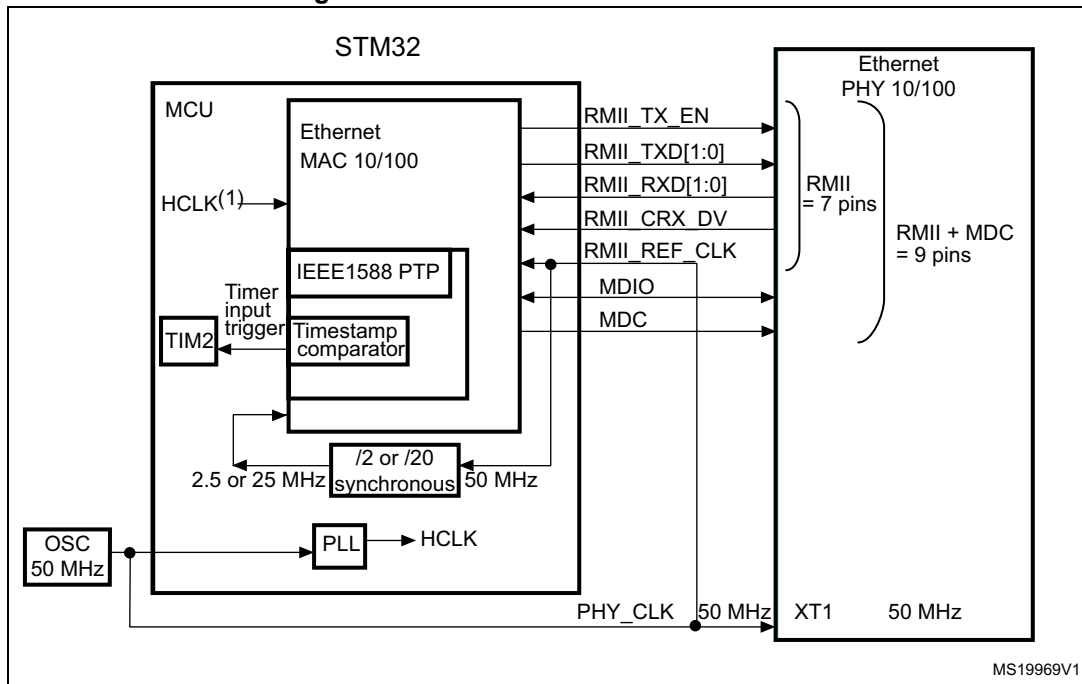 STM32
MCU
Ethernet
MAC 10/100
HCLK(1)
IEEE1588 PTP
Timer
input
trigger
TIM2
Timestamp
comparator
/2 or /20
synchronous
2.5 or 25 MHz
50 MHz
OSC
50 MHz
PLL
HCLK
RMII_TX_EN
RMII_TXD[1:0]
RMII_RXD[1:0]
RMII_CRX_DV
RMII_REF_CLK
MDIO
MDC
Ethernet
PHY 10/100
RMII
= 7 pins
RMII + MDC
= 9 pins
PHY_CLK 50 MHz
XT1 50 MHz
MS19969V1